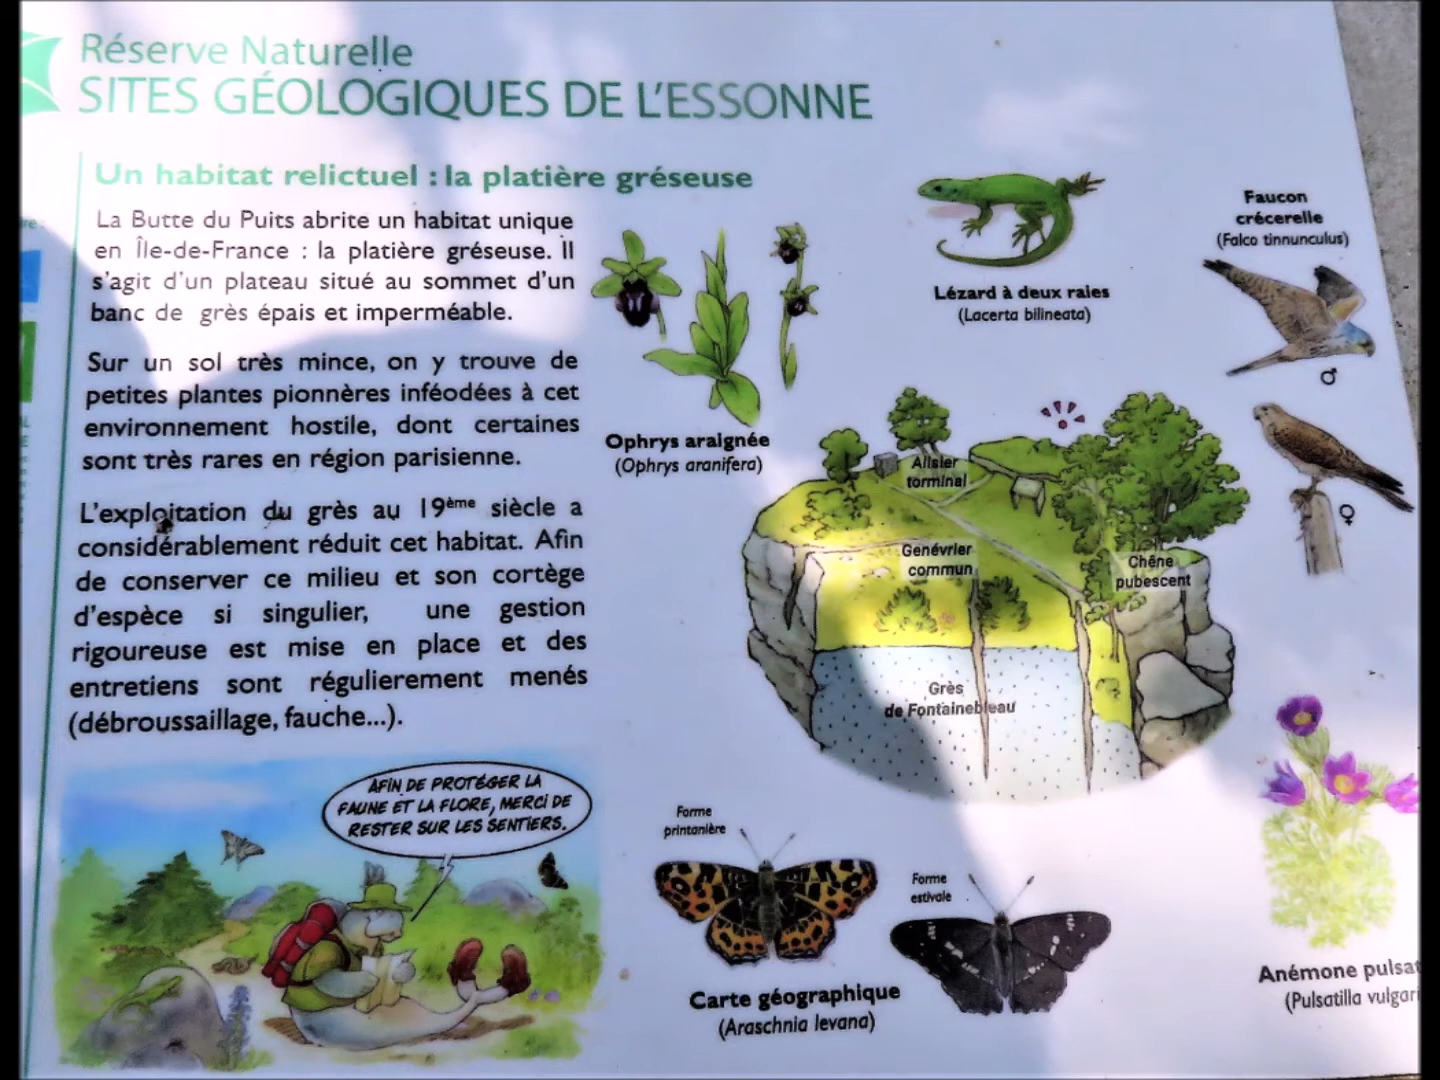 Réserve Naturelle
SITES GÉOLOGIQUES DE L'ESSONNE
Un habitat relictuel : la platière gréseuse
La Butte du Puits abrite un habitat unique
en Île-de-France : la platière gréseuse. Il
s'agit d'un plateau situé au sommet d'un
banc de grès épais et imperméable.
Sur un sol très mince, on y trouve de
petites plantes pionnères inféodées à cet
environnement hostile, dont certaines
sont très rares en région parisienne.
L'exploitation du grès au 19ème siècle a
considérablement réduit cet habitat. Afin
de conserver ce milieu et son cortège
d'espèce si singulier, une gestion
rigoureuse est mise en place et des
entretiens sont régulierement menés
(débroussaillage, fauche...).
AFIN DE PROTÉGER LA
FAUNE ET LA FLORE, MERCI DE
RESTER SUR LES SENTIERS.
Ophrys araignée
(Ophrys aranifera)
Lézard à deux raies
(Lacerta bilineata)
Faucon
crécerelle
(Falco tinnunculus)
♂
♀
Alisier
torminal
Genévrier
commun
Chêne
pubescent
Grès
de Fontainebleau
Forme
printanière
Forme
estivale
Carte géographique
(Araschnia levana)
Anémone pulsat
(Pulsatilla vulgari